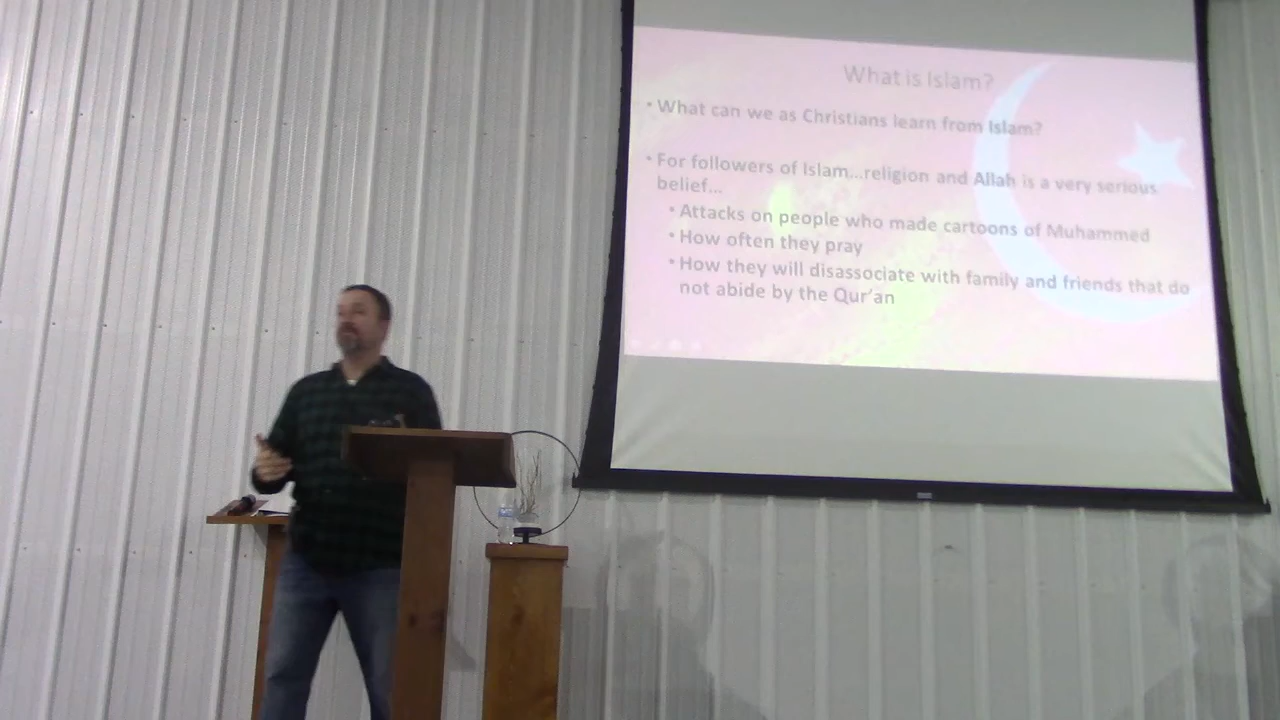 What is Islam?
• What can we as Christians learn from Islam?
• For followers of Islam...religion and Allah is a very serious
belief...
• Attacks on people who made cartoons of Muhammed
• How often they pray
• How they will disassociate with family and friends that do
not abide by the Qur'an